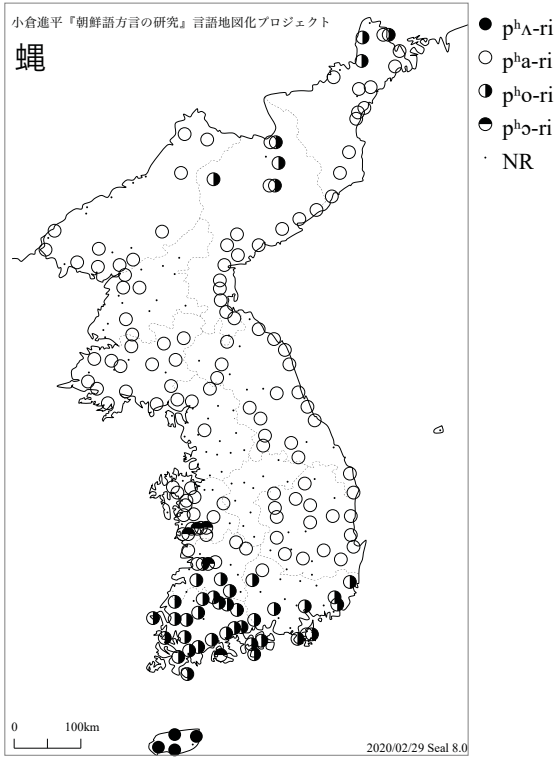 小倉進平『朝鮮語方言の研究』言語地図化プロジェクト
蝿
pʰʌ-ri
pʰa-ri
pʰo-ri
pʰɔ-ri
NR
0 100km
2020/02/29 Seal 8.0